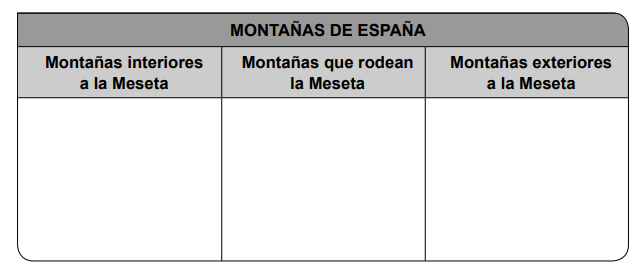 MONTAÑAS DE ESPAÑA
Montañas interiores
a la Meseta
Montañas que rodean
la Meseta
Montañas exteriores
a la Meseta